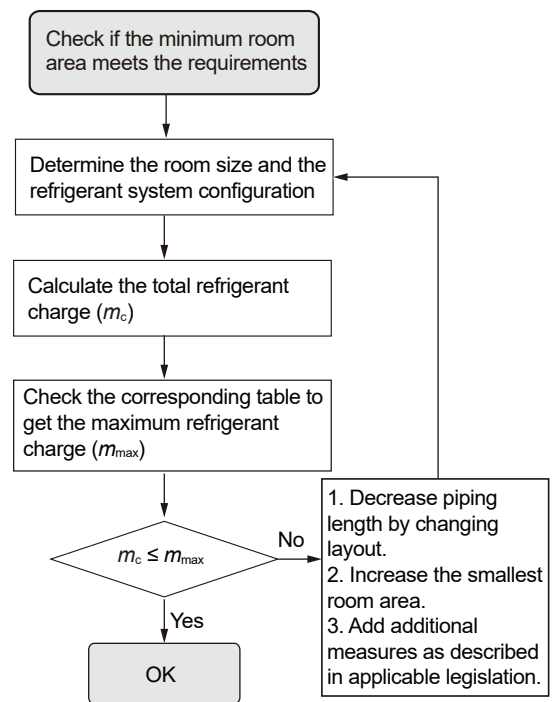 Check if the minimum room
area meets the requirements
Determine the room size and the
refrigerant system configuration
Calculate the total refrigerant
charge (mc)
Check the corresponding table to
get the maximum refrigerant
charge (mmax)
mc ≤ mmax
No
Yes
OK
1. Decrease piping
length by changing
layout.
2. Increase the smallest
room area.
3. Add additional
measures as described
in applicable legislation.